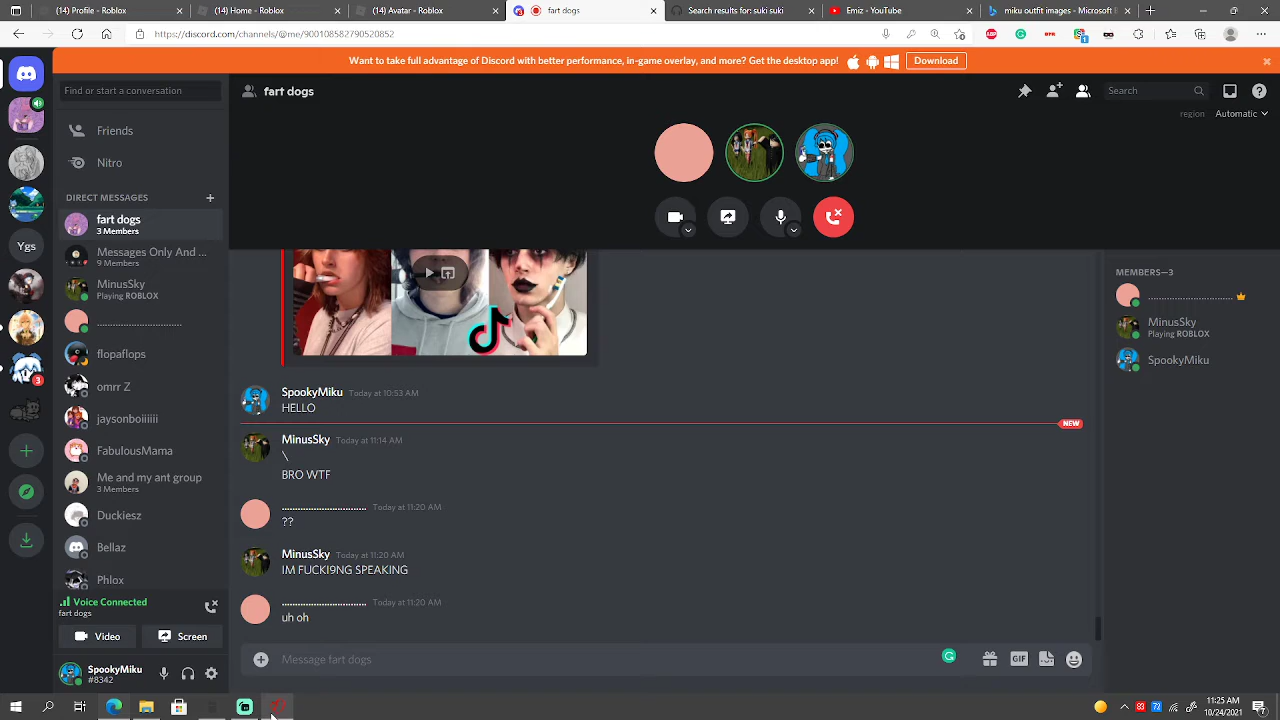 Home - Roblox
Home - Roblox
(4) Adam - Roblox
fart dogs
Search results for suki suki
Emiz - YouTube
miku outfit images - Microsoft
https://discord.com/channels/@me/900108582790520852
Want to take full advantage of Discord with better performance, in-game overlay, and more? Get the desktop app!
Download
Find or start a conversation
fart dogs
Search
region
Automatic
Friends
Nitro
DIRECT MESSAGES
fart dogs
3 Members
Messages Only And ...
9 Members
MinusSky
Playing ROBLOX
................................
flopaflops
omrr Z
jaysonboiiiiii
FabulousMama
Me and my ant group
3 Members
Duckiesz
Bellaz
Phlox
Ygs
3
Voice Connected
fart dogs
Video
Screen
SpookyMiku
#8342
SpookyMiku Today at 10:53 AM
HELLO
NEW
MinusSky Today at 11:14 AM
\
BRO WTF
................................ Today at 11:20 AM
??
MinusSky Today at 11:20 AM
IM FUCKI9NG SPEAKING
................................ Today at 11:20 AM
uh oh
Message fart dogs
GIF
MEMBERS—3
................................
MinusSky
Playing ROBLOX
SpookyMiku
11:25 AM
10/24/2021